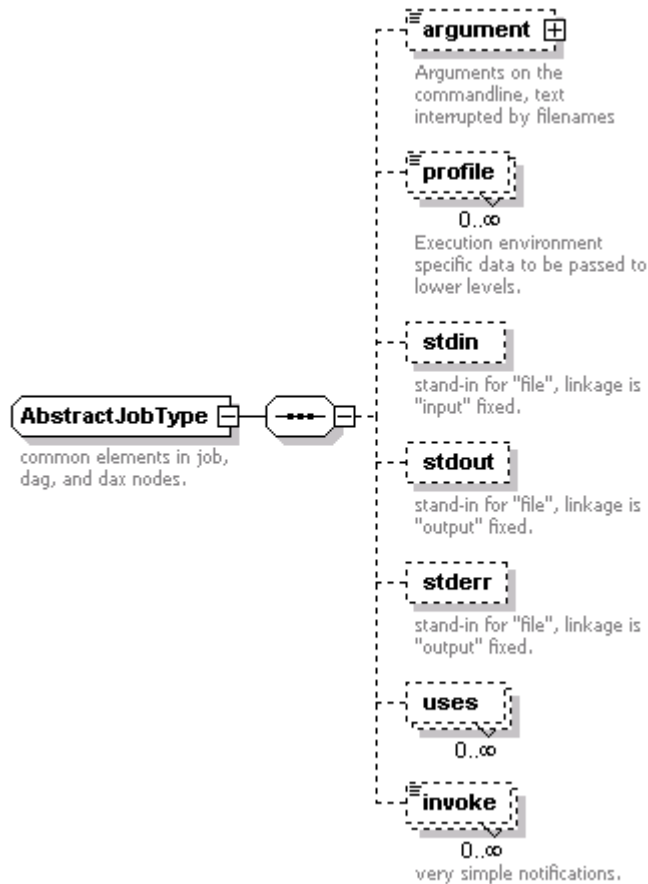 argument
Arguments on the
commandline, text
interrupted by filenames
profile
0..∞
Execution environment
specific data to be passed to
lower levels.
stdin
stand-in for "file", linkage is
"input" fixed.
AbstractJobType
common elements in job,
dag, and dax nodes.
stdout
stand-in for "file", linkage is
"output" fixed.
stderr
stand-in for "file", linkage is
"output" fixed.
uses
0..∞
invoke
0..∞
very simple notifications.